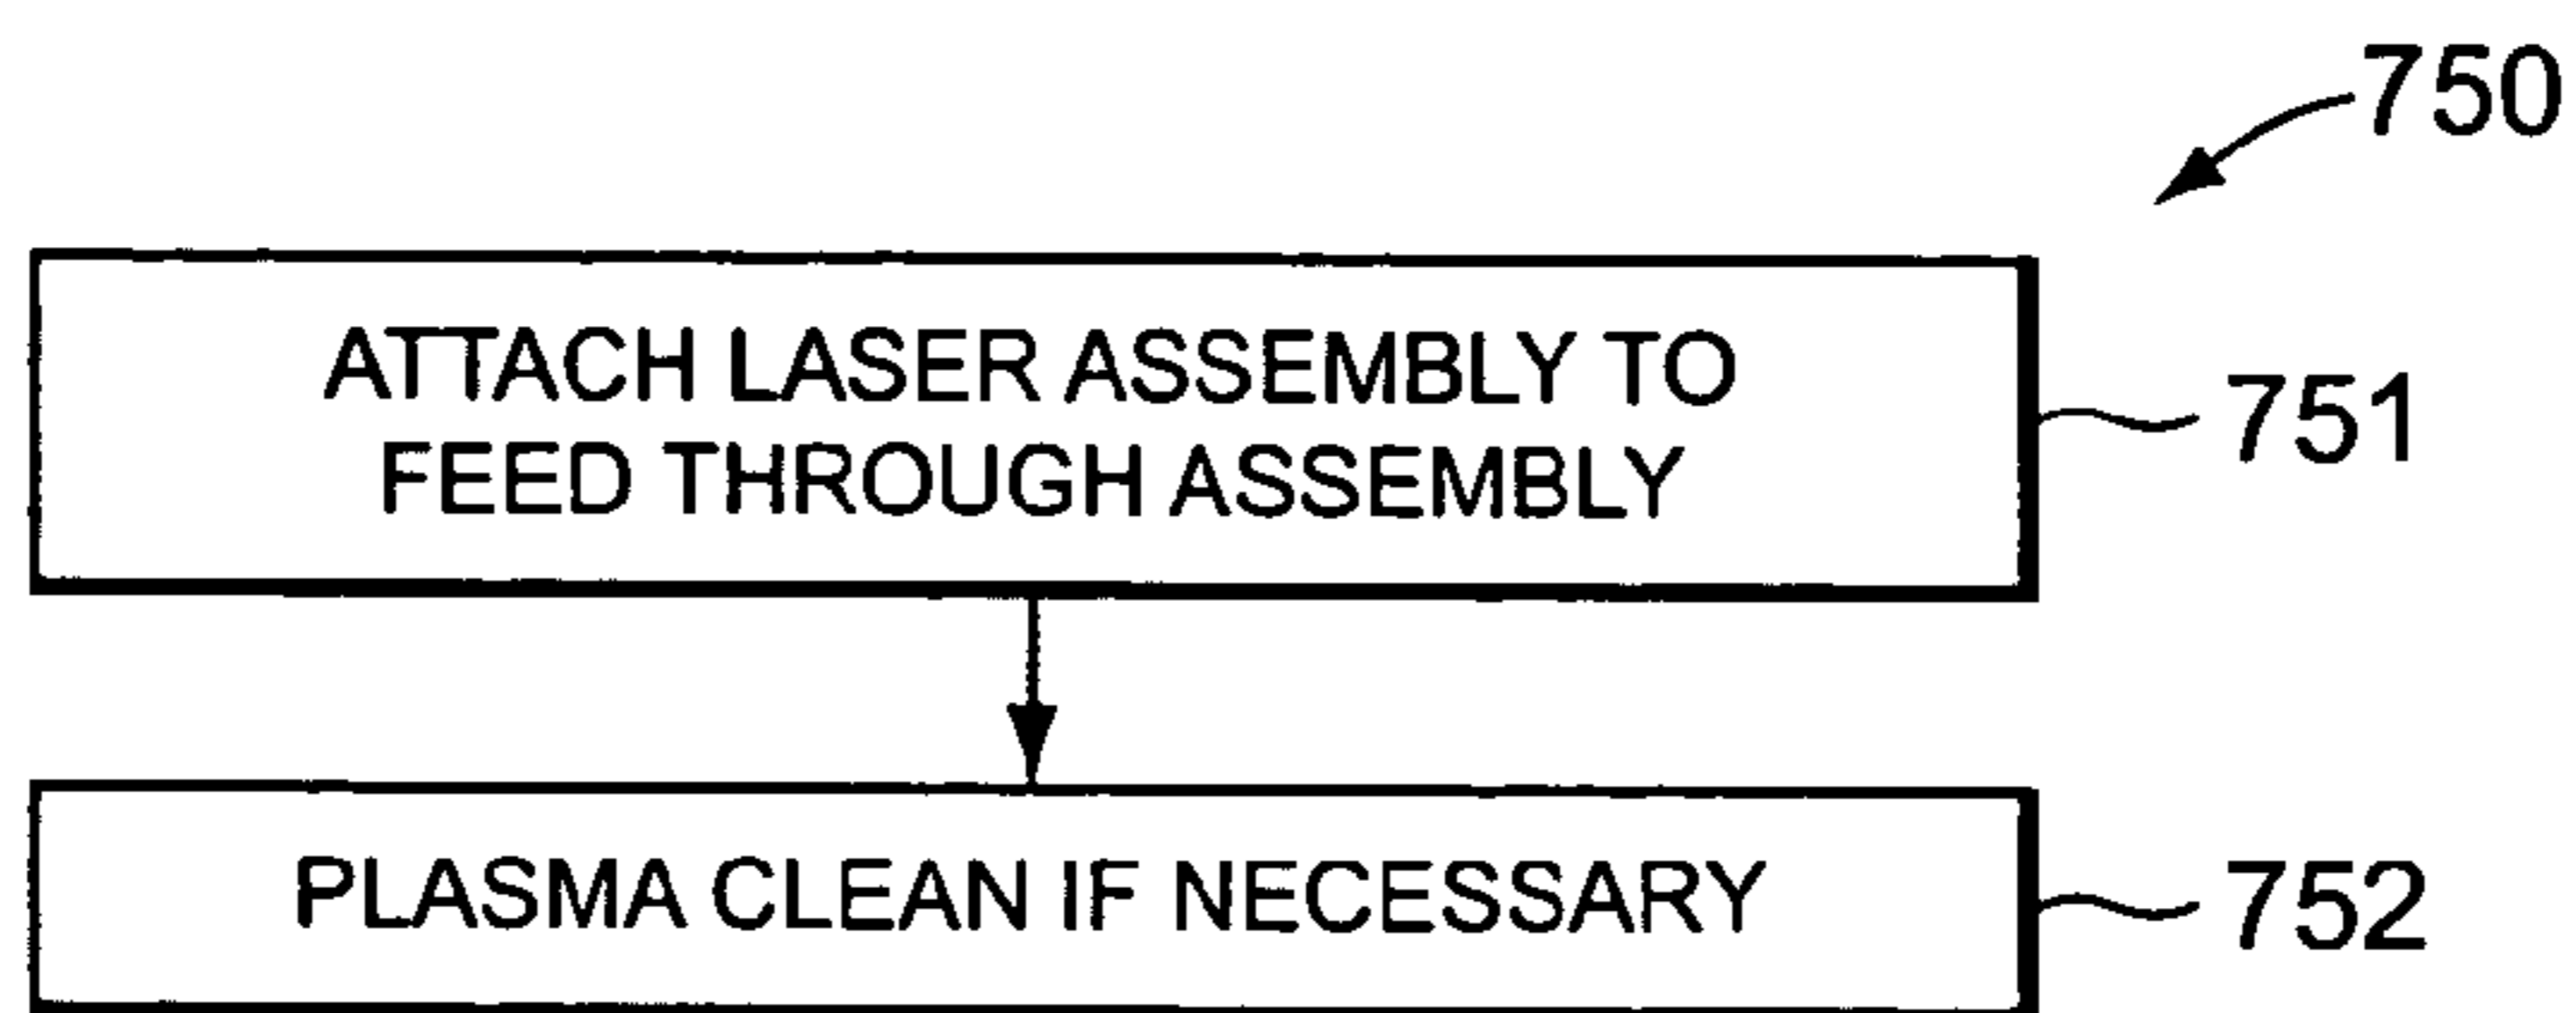 750
ATTACH LASER ASSEMBLY TO
FEED THROUGH ASSEMBLY
751
PLASMA CLEAN IF NECESSARY
752